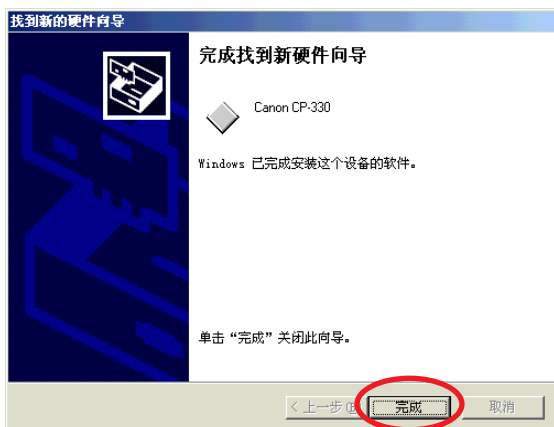 找到新的硬件向导
完成找到新硬件向导
Canon CP-330
Windows 已完成安装这个设备的软件。
单击“完成”关闭此向导。
< 上一步(B) 完成 取消